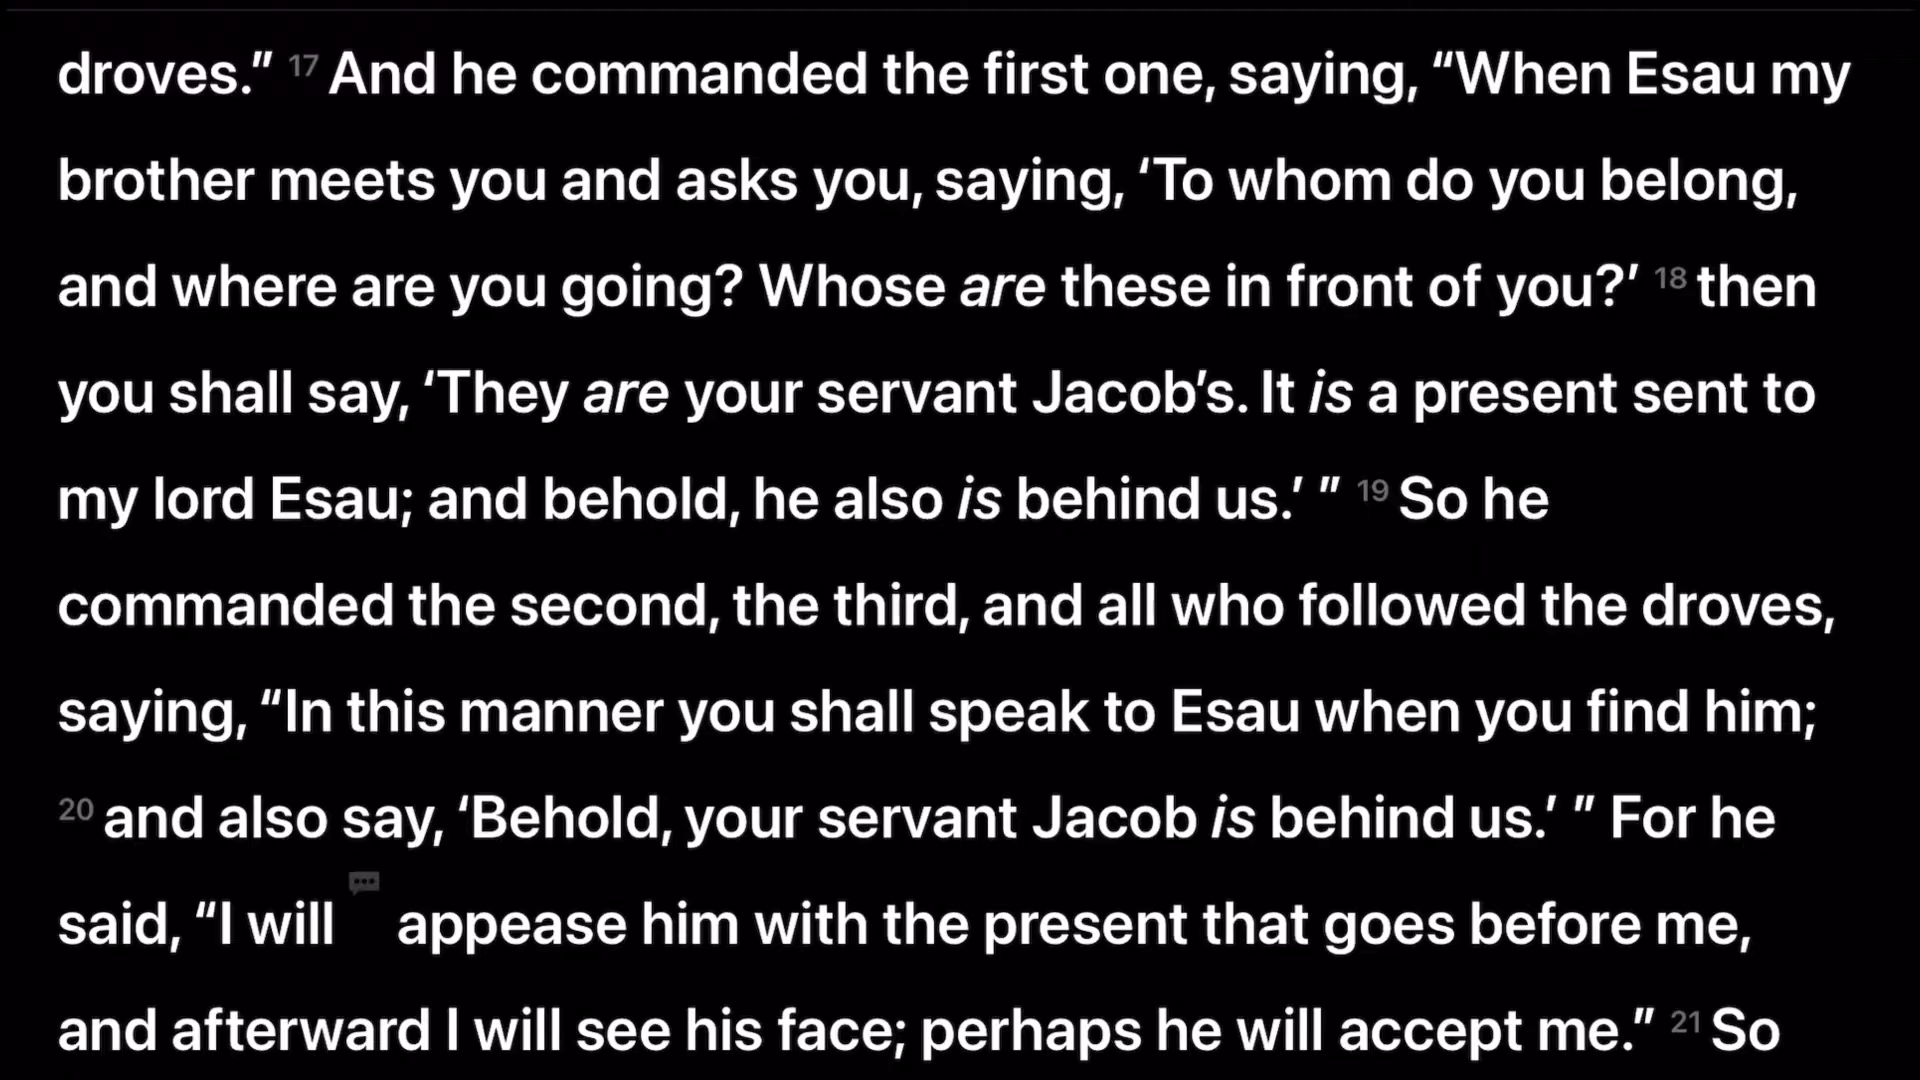 droves.” 17 And he commanded the first one, saying, “When Esau my
brother meets you and asks you, saying, ‘To whom do you belong,
and where are you going? Whose are these in front of you?’ 18 then
you shall say, ‘They are your servant Jacob’s. It is a present sent to
my lord Esau; and behold, he also is behind us.’ ” 19 So he
commanded the second, the third, and all who followed the droves,
saying, “In this manner you shall speak to Esau when you find him;
20 and also say, ‘Behold, your servant Jacob is behind us.’ ” For he
said, “I will appease him with the present that goes before me,
and afterward I will see his face; perhaps he will accept me.” 21 So